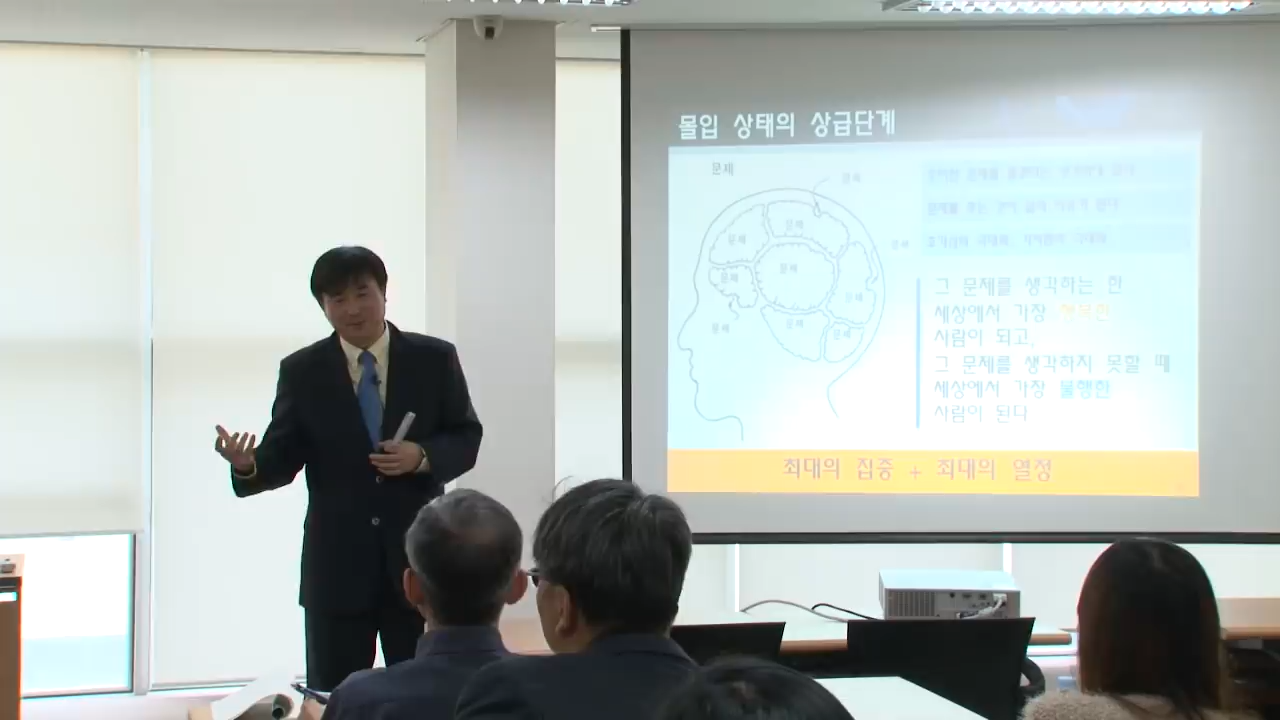 몰입 상태의 상급단계
문제
문제
문제
문제
문제
문제
문제
문제
문제
문제
문제
그 문제를 생각하는 한
세상에서 가장 행복한
사람이 되고,
그 문제를 생각하지 못할 때
세상에서 가장 불행한
사람이 된다
최대의 집중 + 최대의 열정